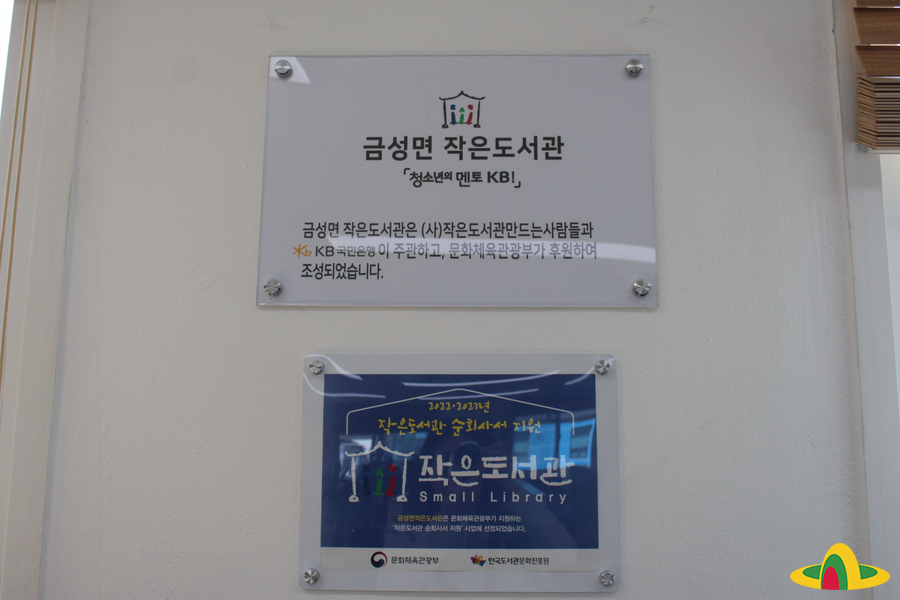 금성면 작은도서관
「청소년의 멘토 KB!」
금성면 작은도서관은 (사)작은도서관만드는사람들과
KB국민은행이 주관하고, 문화체육관광부가 후원하여
조성되었습니다.
2022-2023년
작은도서관 순회사서 지원
작은도서관
Small Library
금성면작은도서관은 문화체육관광부가 지원하는
'작은도서관 순회사서 지원' 사업에 선정되었습니다.
문화체육관광부 한국도서관문화진흥원